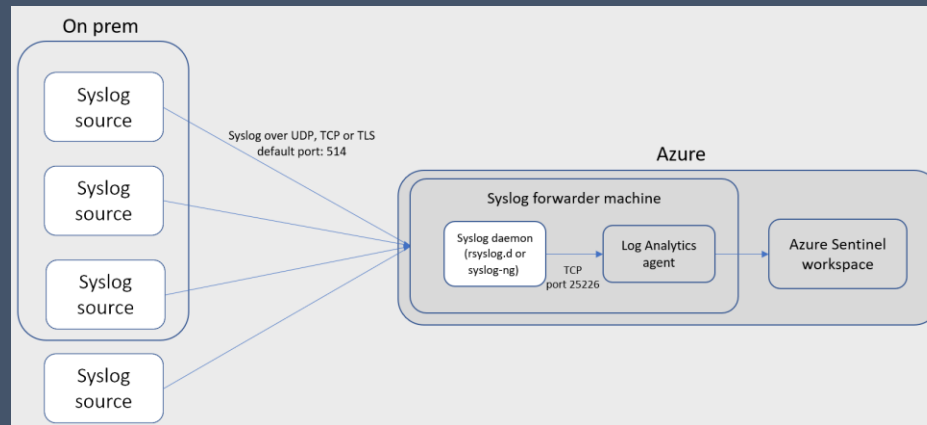 On prem
Syslog
source
Syslog
source
Syslog
source
Syslog
source
Syslog over UDP, TCP or TLS
default port: 514
Azure
Syslog forwarder machine
Syslog daemon
(rsyslog.d or
syslog-ng)
TCP
port 25226
Log Analytics
agent
Azure Sentinel
workspace